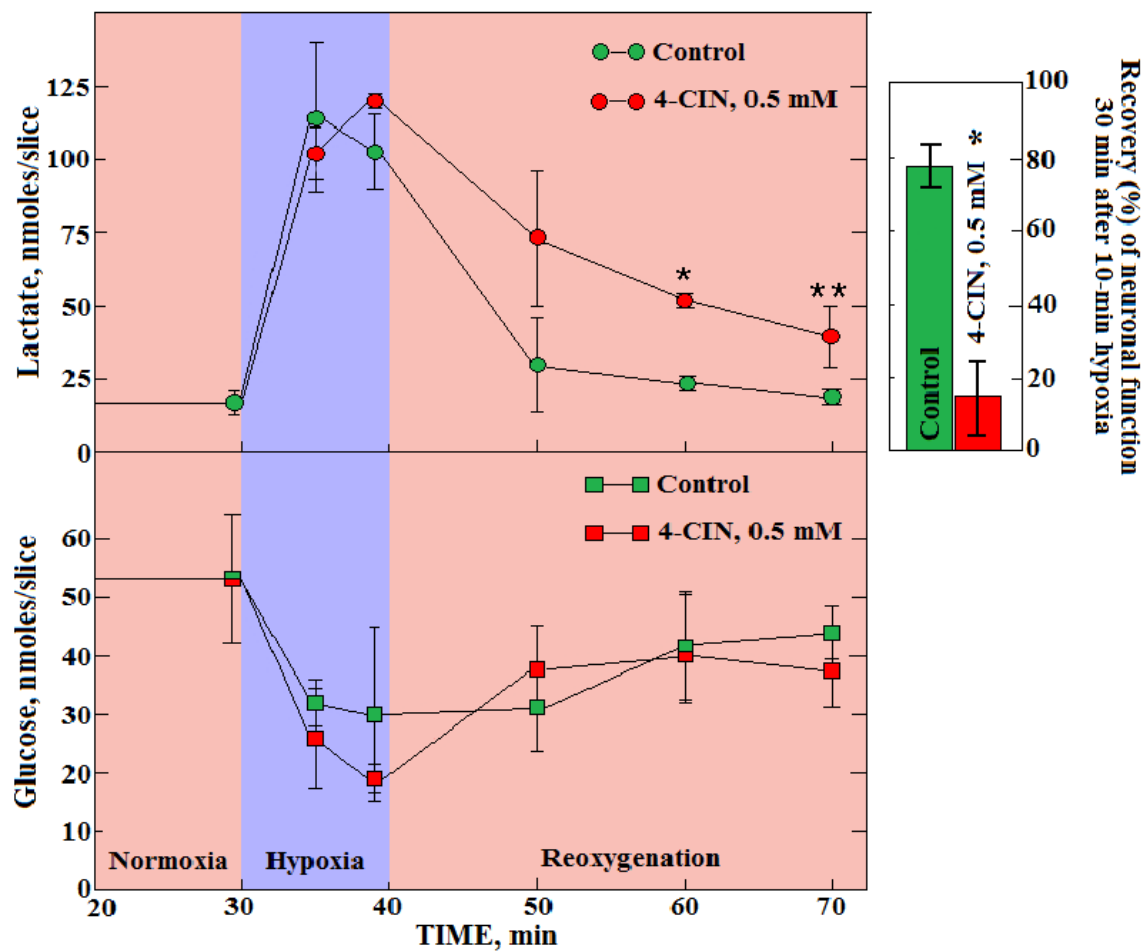 Lactate, nmoles/slice
125
100
75
50
25
0
Control
4-CIN, 0.5 mM
*
**
Glucose, nmoles/slice
60
50
40
30
20
10
0
Control
4-CIN, 0.5 mM
Normoxia
Hypoxia
Reoxygenation
20
30
40
50
60
70
TIME, min
Control
4-CIN, 0.5 mM *
100
80
60
40
20
0
Recovery (%) of neuronal function
30 min after 10-min hypoxia